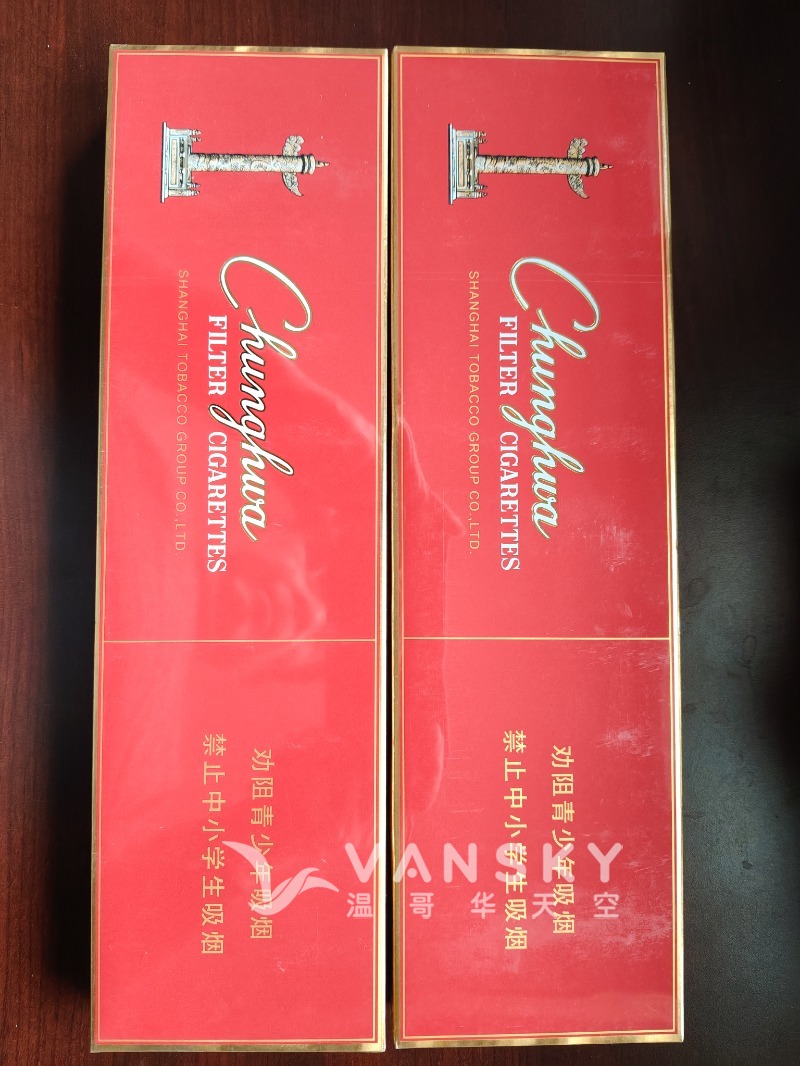 Chunghwa
FILTER CIGARETTES
SHANGHAI TOBACCO GROUP CO.,LTD.
劝阻青少年吸烟
禁止中小学生吸烟
Chunghwa
FILTER CIGARETTES
SHANGHAI TOBACCO GROUP CO.,LTD.
劝阻青少年吸烟
禁止中小学生吸烟
VANSKY
溫哥华天空